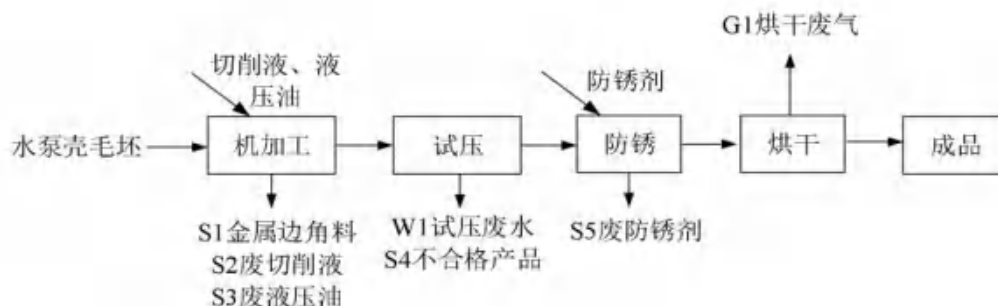 G1烘干废气
切削液、液
压油
防锈剂
水泵壳毛坯
机加工
试压
防锈
烘干
成品
S1金属边角料
S2废切削液
S3废液压油
W1试压废水
S4不合格产品
S5废防锈剂